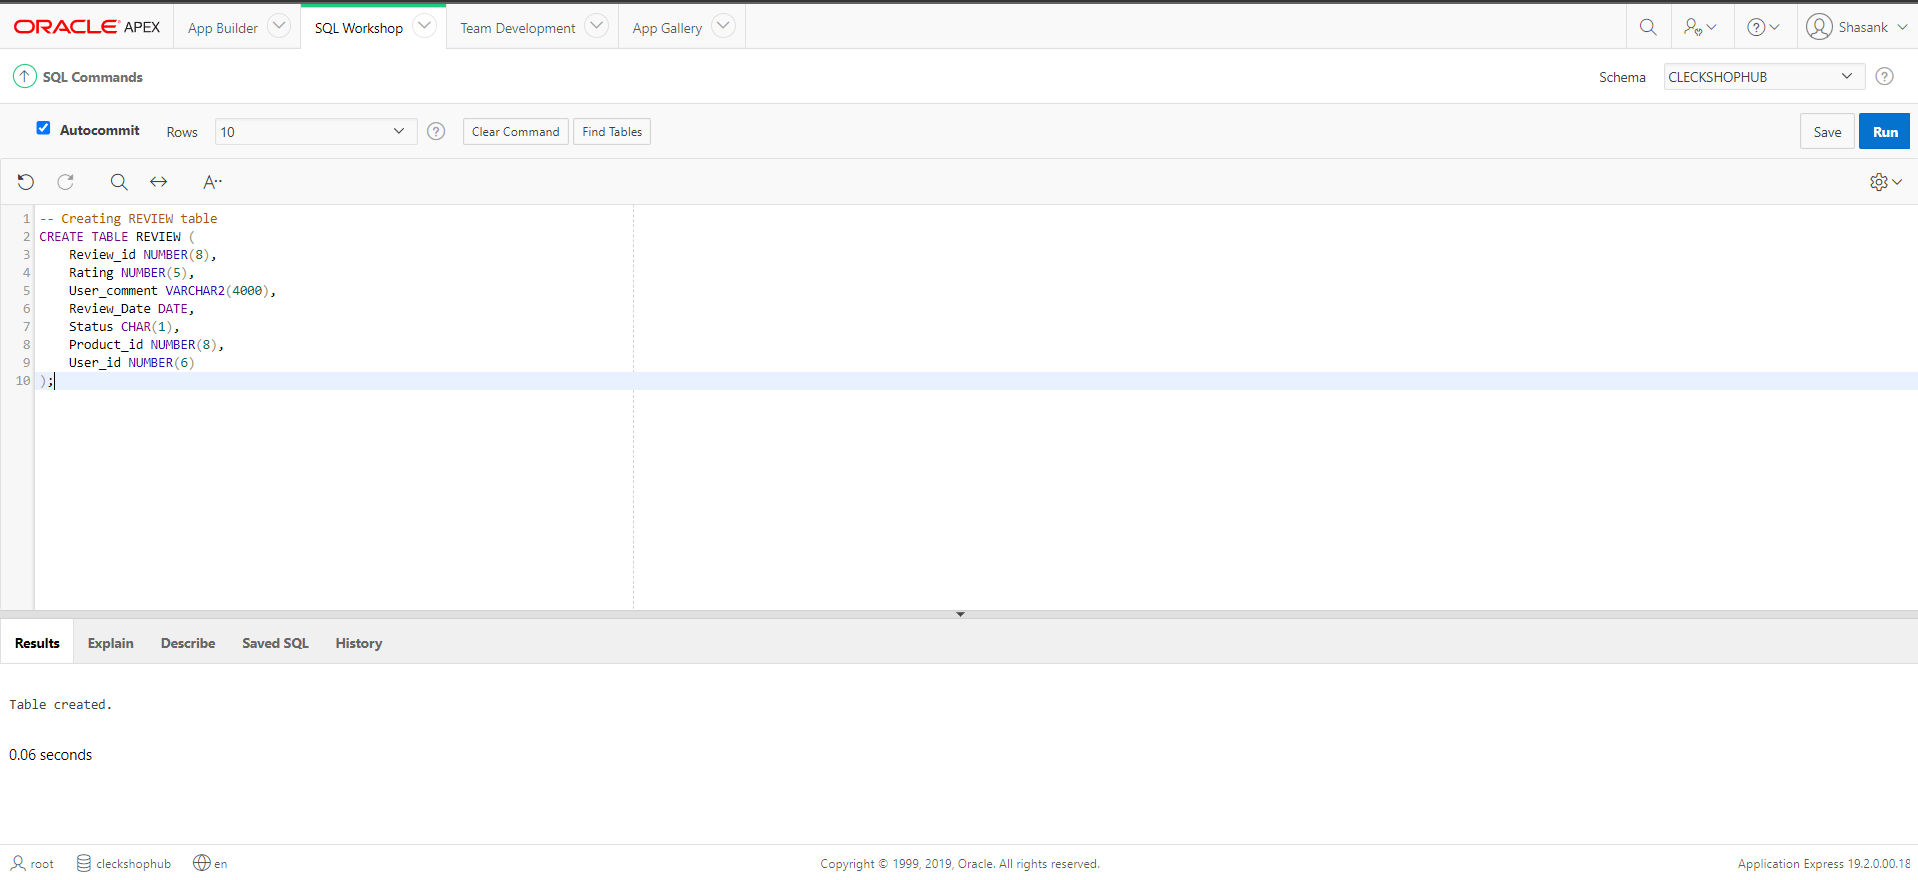 ORACLE APEX App Builder SQL Workshop Team Development App Gallery Shasank
SQL Commands Schema CLECKSHOPHUB
Autocommit Rows 10 Clear Command Find Tables Save Run
A
1 -- Creating REVIEW table
2 CREATE TABLE REVIEW (
3 Review_id NUMBER(8),
4 Rating NUMBER(5),
5 User_comment VARCHAR2(4000),
6 Review_Date DATE,
7 Status CHAR(1),
8 Product_id NUMBER(8),
9 User_id NUMBER(6)
10 );
Results Explain Describe Saved SQL History
Table created.
0.06 seconds
root cleckshophub en Copyright © 1999, 2019, Oracle. All rights reserved. Application Express 19.2.0.00.18